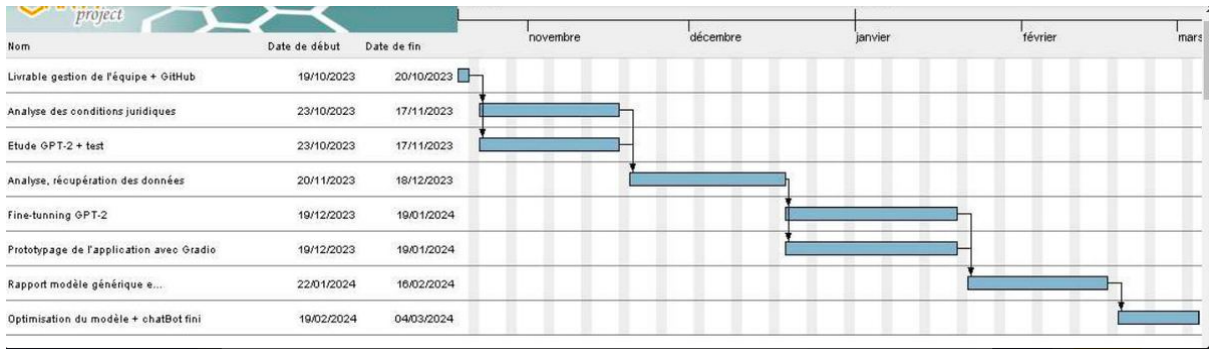 project
novembre décembre janvier février mars
Nom Date de début Date de fin
Livrable gestion de l'équipe + GitHub 19/10/2023 20/10/2023
Analyse des conditions juridiques 23/10/2023 17/11/2023
Etude GPT-2 + test 23/10/2023 17/11/2023
Analyse, récupération des données 20/11/2023 18/12/2023
Fine-tunning GPT-2 19/12/2023 19/01/2024
Prototypage de l'application avec Gradio 19/12/2023 19/01/2024
Rapport modèle générique e... 22/01/2024 16/02/2024
Optimisation du modèle + chatBot fini 19/02/2024 04/03/2024